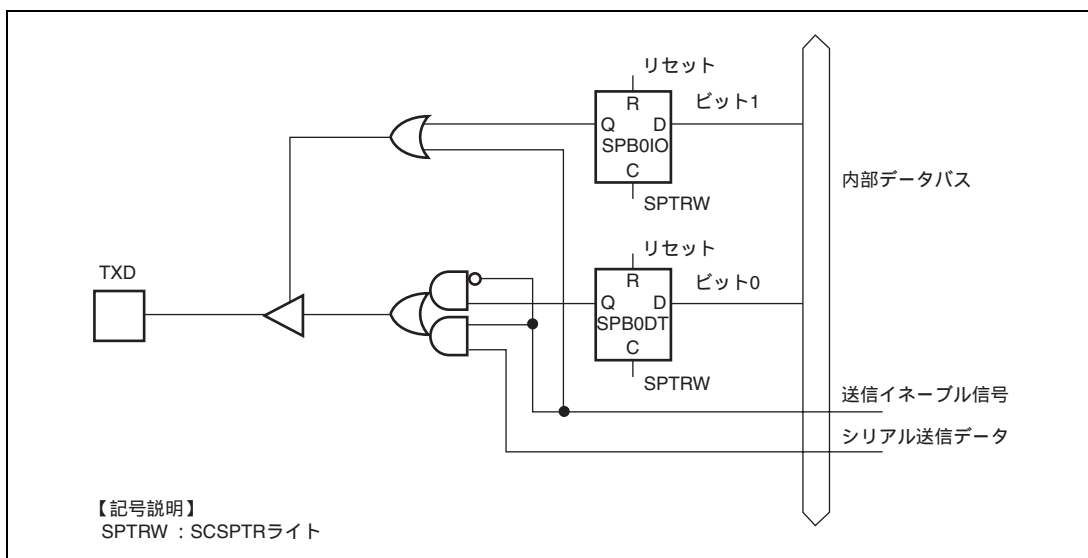 リセット
R
ビット1
Q D
SPB0IO
C
SPTRW
内部データバス
リセット
TXD
R
ビット0
Q D
SPB0DT
C
SPTRW
送信イネーブル信号
シリアル送信データ
【記号説明】
SPTRW : SCSPTRライト